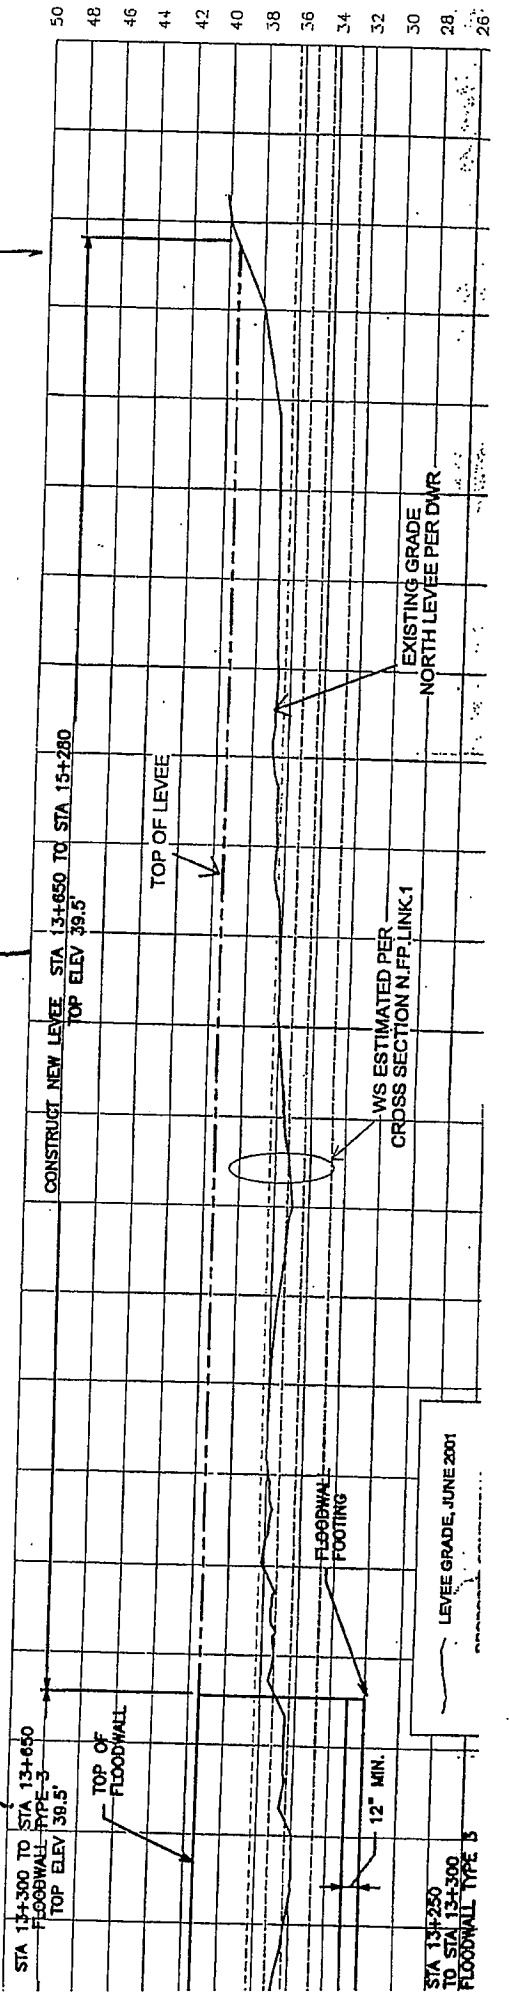 50
48
46
44
42
40
38
36
34
32
30
28
26
CONSTRUCT NEW LEVEE STA 13+650 TO STA 15+280
TOP ELEV 39.5'
TOP OF LEVEE
EXISTING GRADE
NORTH LEVEE PER DWR
WS ESTIMATED PER
CROSS SECTION N.FP.LINK.1
STA 13+300 TO STA 13+650
FLOODWALL TYPE 3
TOP ELEV 39.5'
TOP OF
FLOODWALL
FLOODWALL
FOOTING
12" MIN.
LEVEE GRADE, JUNE 2001
STA 13+250
TO STA 13+300
FLOODWALL TYPE 3